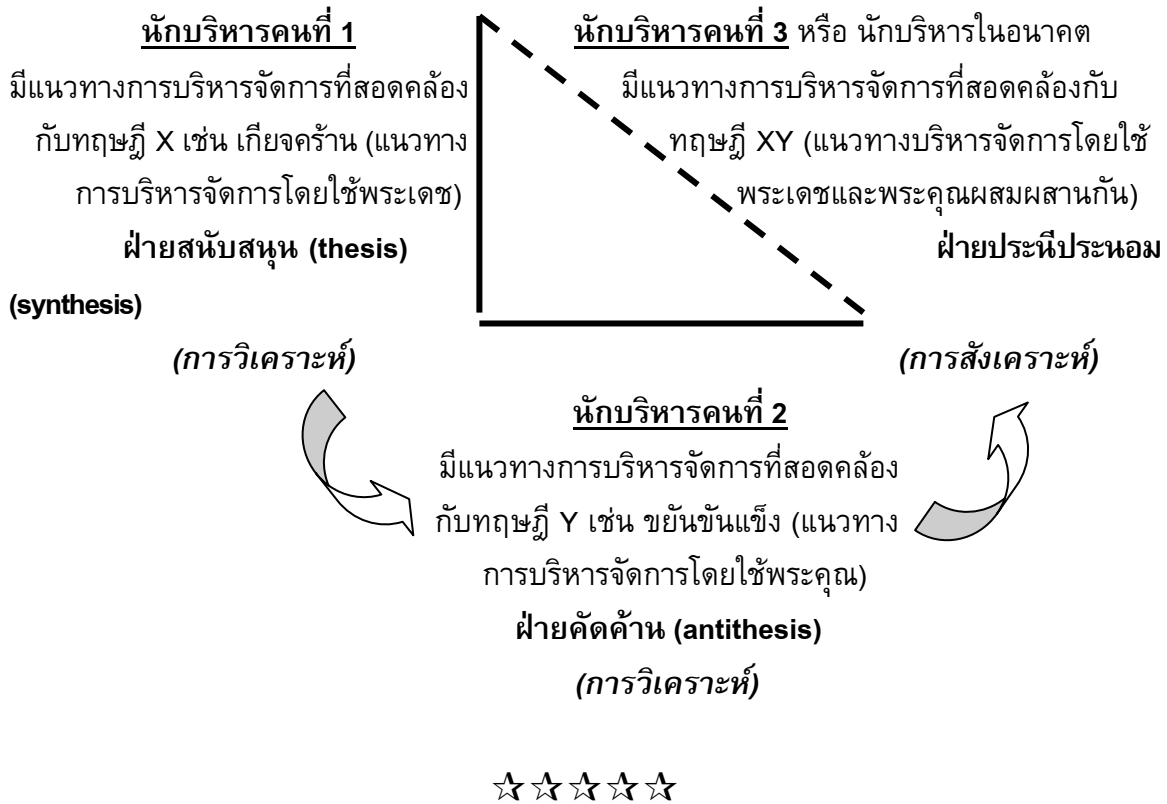 นักบริหารคนที่ 1
มีแนวทางการบริหารจัดการที่สอดคล้อง
กับทฤษฎี X เช่น เกียจคร้าน (แนวทาง
การบริหารจัดการโดยใช้พระเดช)
ฝ่ายสนับสนุน (thesis)
นักบริหารคนที่ 3 หรือ นักบริหารในอนาคต
มีแนวทางการบริหารจัดการที่สอดคล้องกับ
ทฤษฎี XY (แนวทางบริหารจัดการโดยใช้
พระเดชและพระคุณผสมผสานกัน)
ฝ่ายประนีประนอม
(synthesis)
(การวิเคราะห์)
(การสังเคราะห์)
นักบริหารคนที่ 2
มีแนวทางการบริหารจัดการที่สอดคล้อง
กับทฤษฎี Y เช่น ขยันขันแข็ง (แนวทาง
การบริหารจัดการโดยใช้พระคุณ)
ฝ่ายคัดค้าน (antithesis)
(การวิเคราะห์)